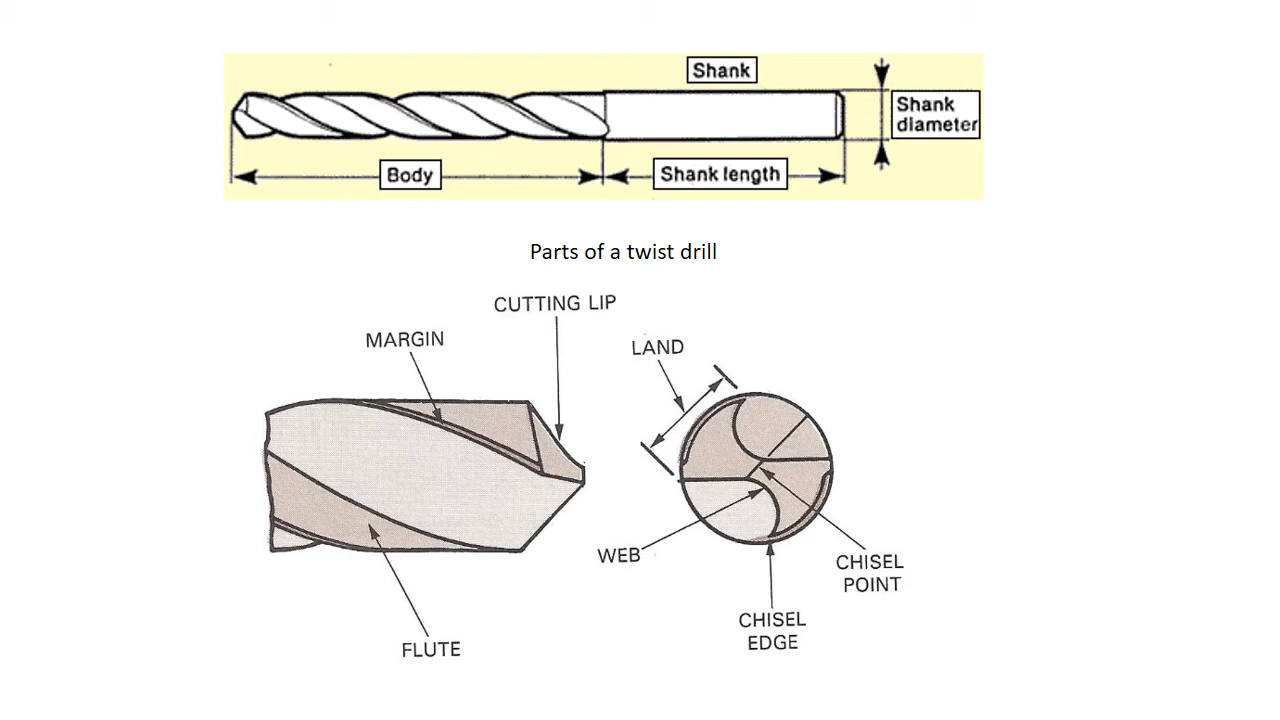 Shank
Shank
diameter
Body
Shank length
Parts of a twist drill
CUTTING LIP
MARGIN
LAND
WEB
CHISEL
POINT
CHISEL
EDGE
FLUTE